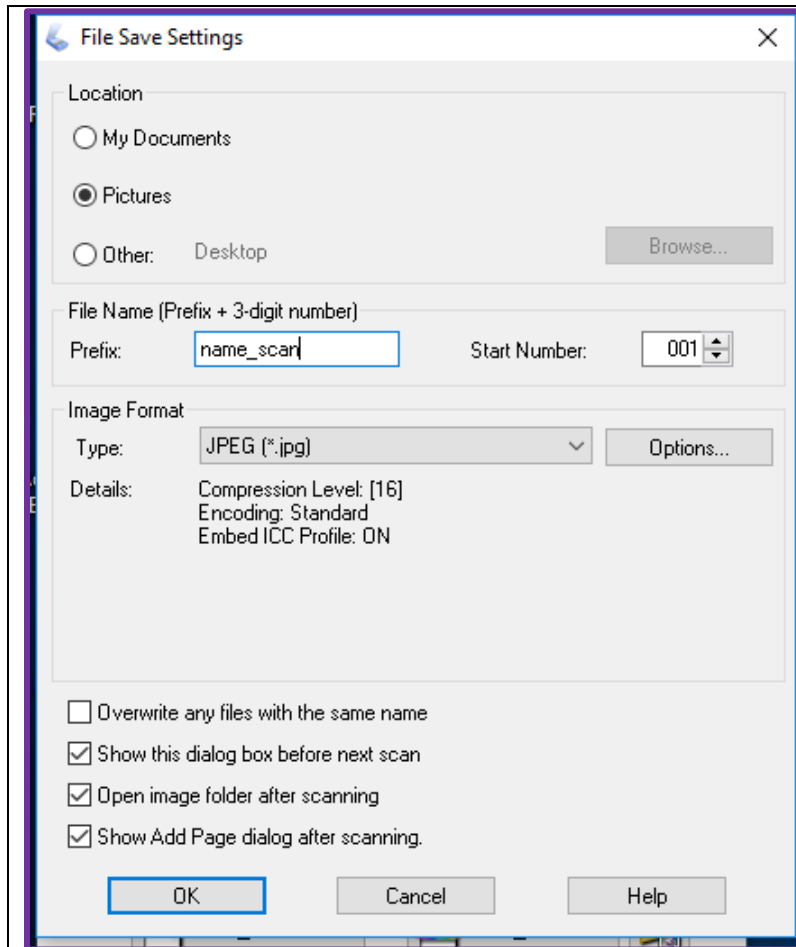 File Save Settings
Location
My Documents
Pictures
Other: Desktop Browse...
File Name (Prefix + 3-digit number)
Prefix: name_scan Start Number: 001
Image Format
Type: JPEG (*.jpg) Options...
Details: Compression Level: [16]
Encoding: Standard
Embed ICC Profile: ON
Overwrite any files with the same name
Show this dialog box before next scan
Open image folder after scanning
Show Add Page dialog after scanning.
OK Cancel Help